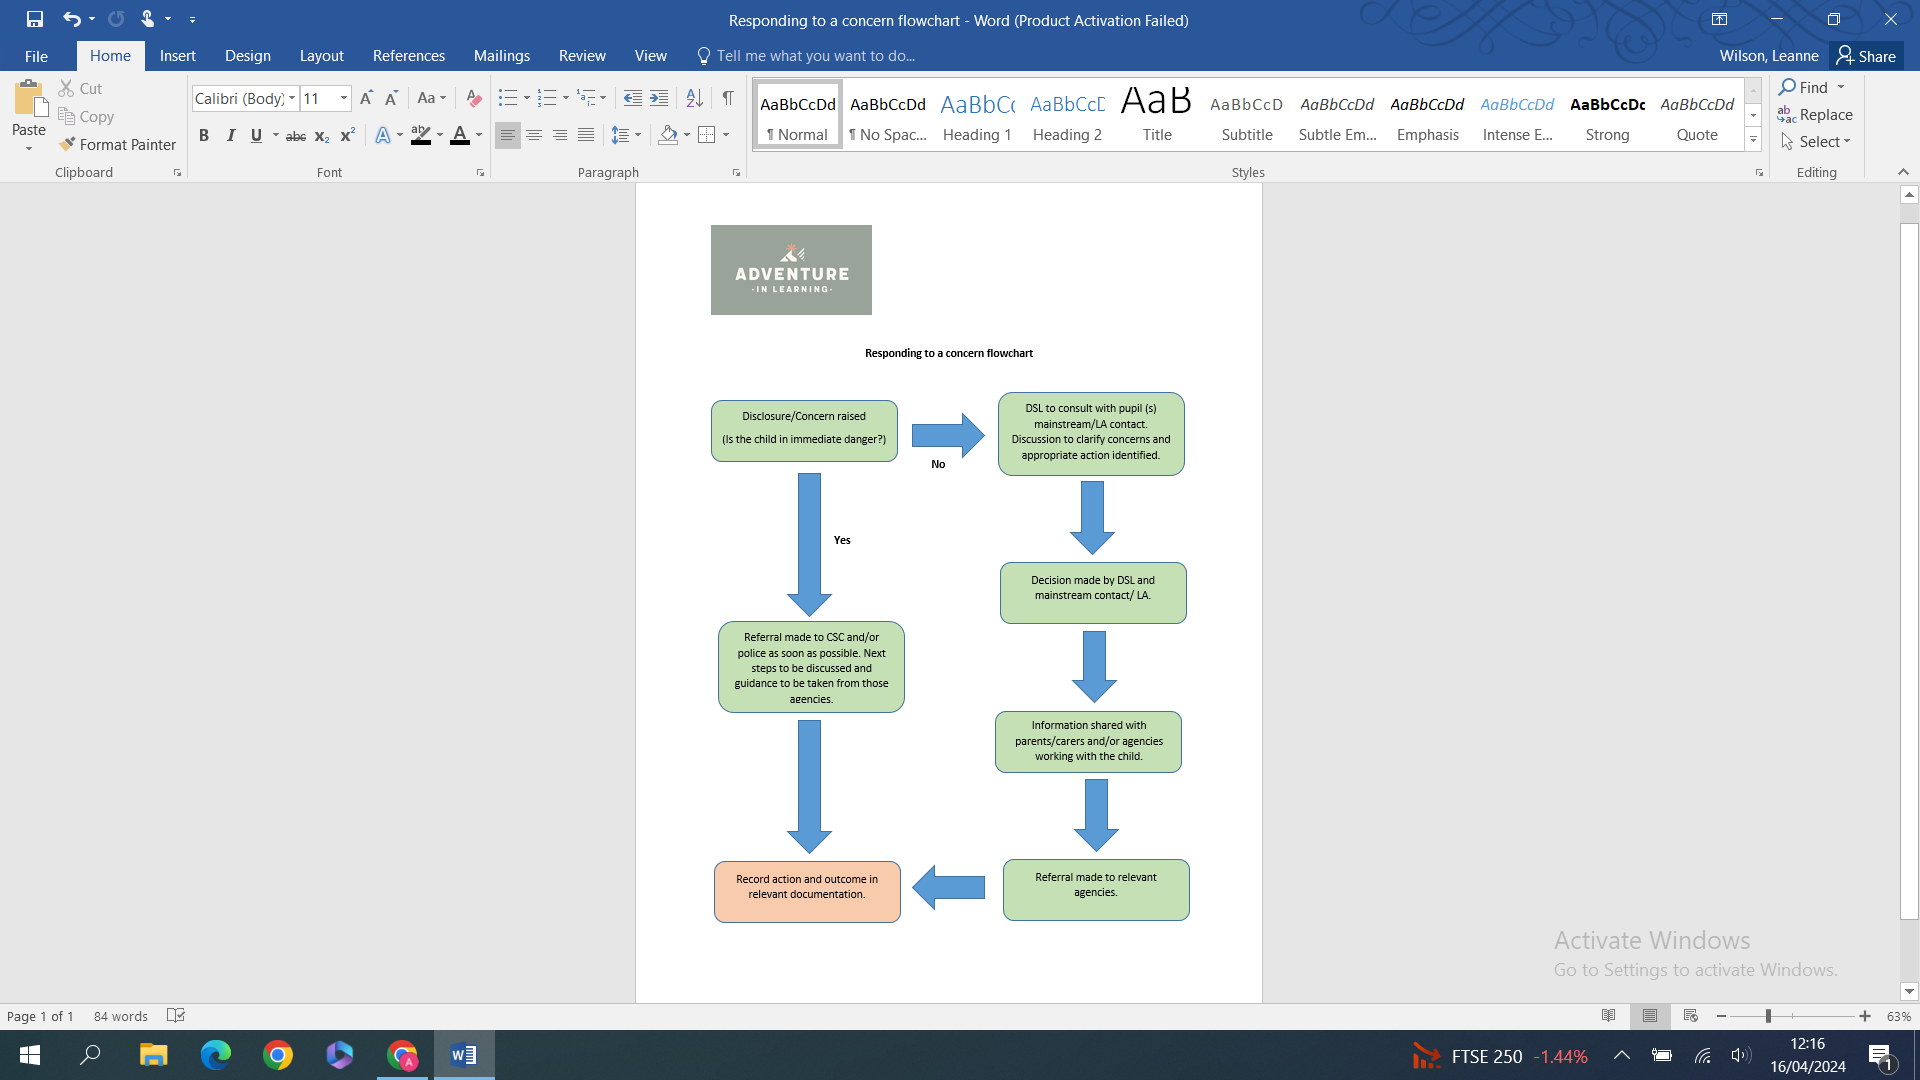 Responding to a concern flowchart - Word (Product Activation Failed)
File Home Insert Design Layout References Mailings Review View Tell me what you want to do... Wilson, Leanne Share
Paste
Cut
Copy
Format Painter
Clipboard
Calibri (Body) 11
Font
Paragraph
AaBbCcDd AaBbCcDd AaBbCc AaBbCcD AaB AaBbCcD AaBbCcDd AaBbCcDd AaBbCcDd AaBbCcDc AaBbCcDd
¶ Normal ¶ No Spac... Heading 1 Heading 2 Title Subtitle Subtle Em... Emphasis Intense E... Strong Quote
Styles
Find
Replace
Select
Editing
ADVENTURE
-IN LEARNING-
Responding to a concern flowchart
Disclosure/Concern raised
(Is the child in immediate danger?)
No
DSL to consult with pupil (s)
mainstream/LA contact.
Discussion to clarify concerns and
appropriate action identified.
Yes
Decision made by DSL and
mainstream contact/ LA.
Referral made to CSC and/or
police as soon as possible. Next
steps to be discussed and
guidance to be taken from those
agencies.
Information shared with
parents/carers and/or agencies
working with the child.
Record action and outcome in
relevant documentation.
Referral made to relevant
agencies.
Activate Windows
Go to Settings to activate Windows.
Page 1 of 1 84 words 63%
FTSE 250 -1.44%
12:16
16/04/2024
1